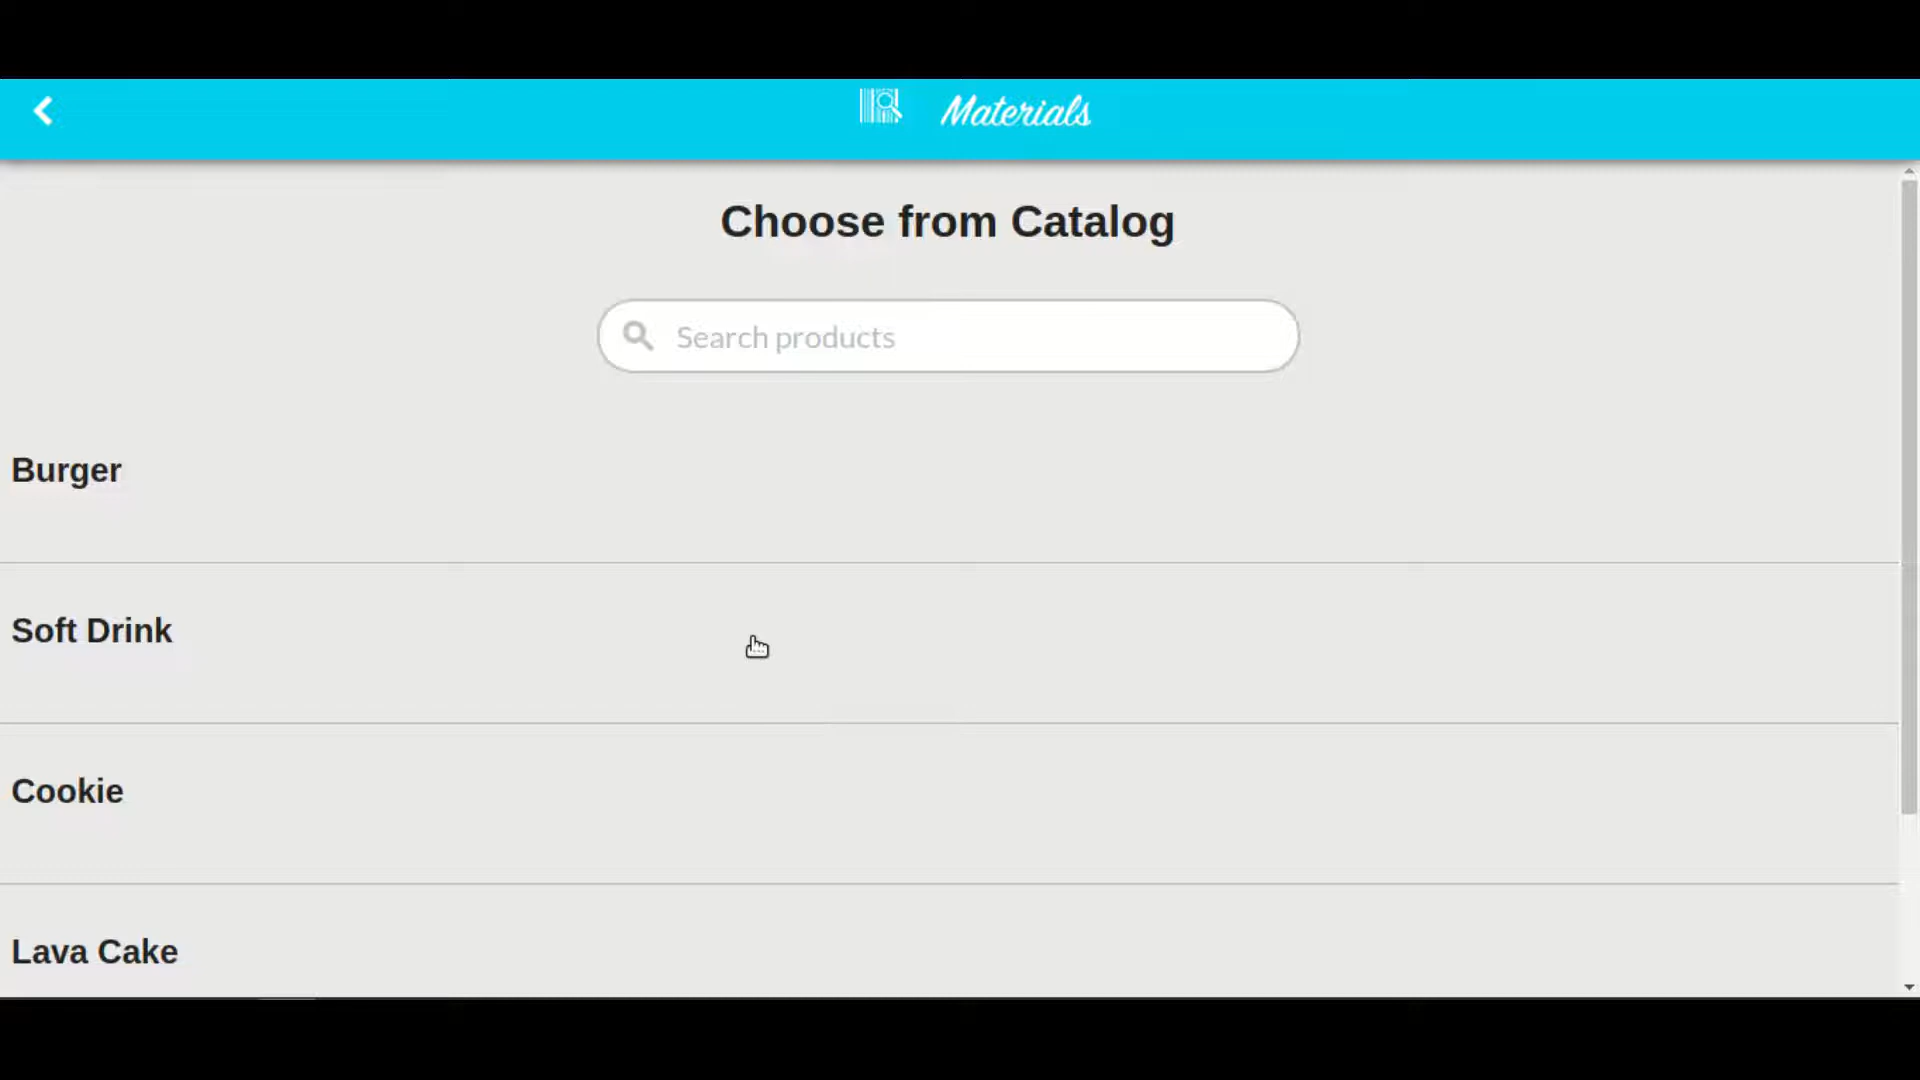 Materials
Choose from Catalog
Search products
Burger
Soft Drink
Cookie
Lava Cake